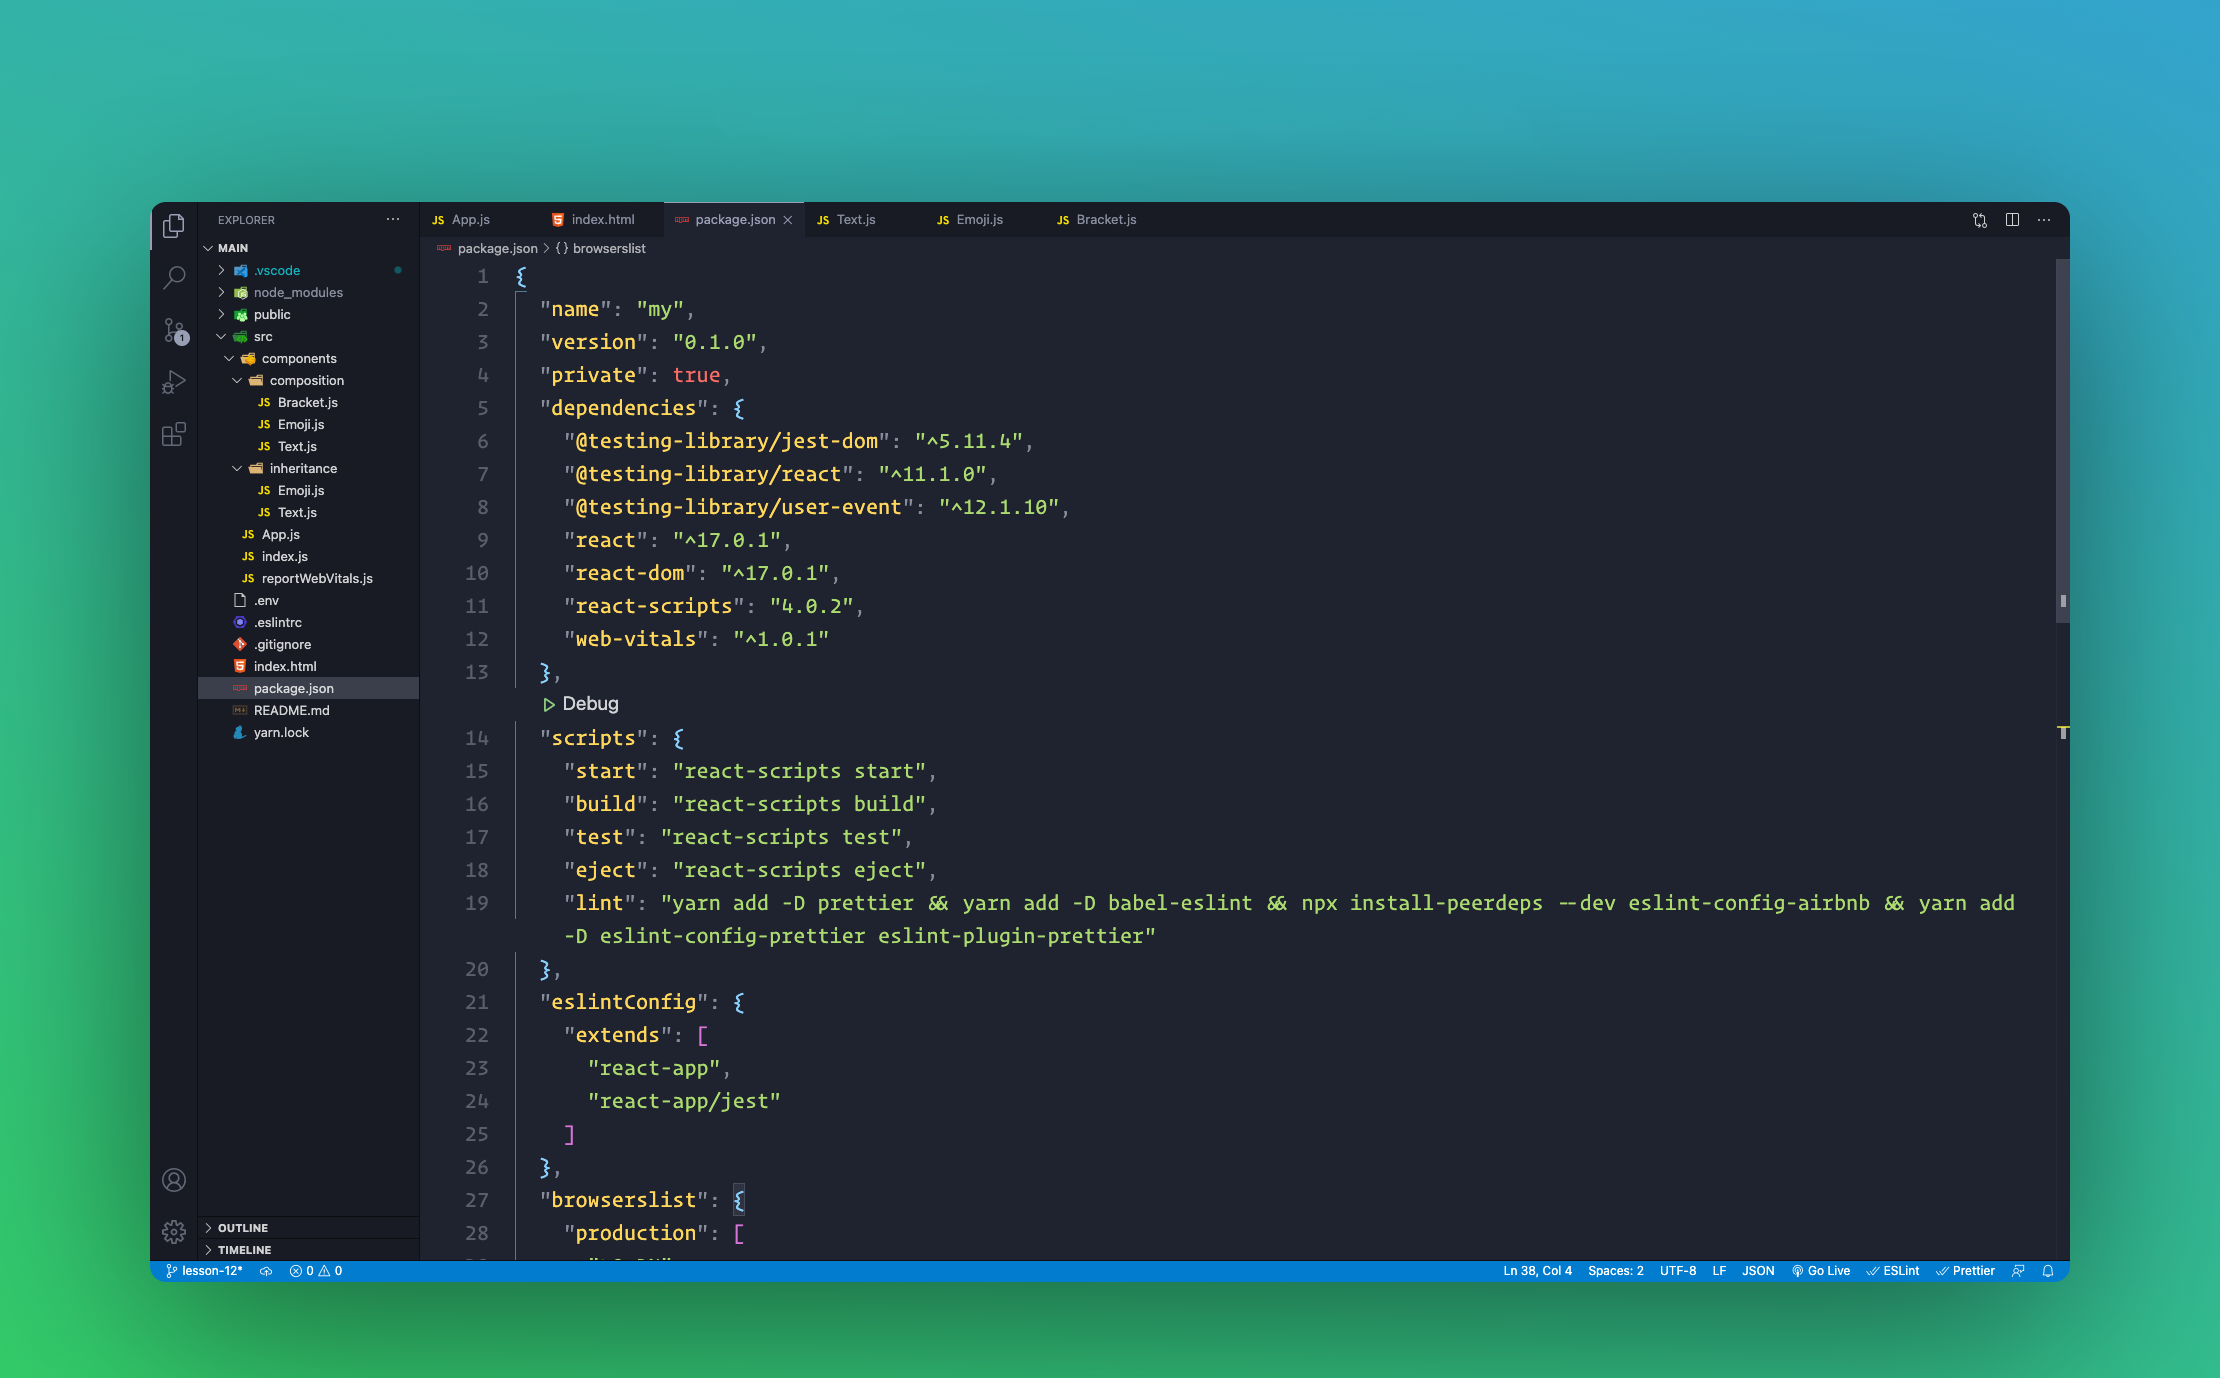 EXPLORER
MAIN
.vscode
node_modules
public
src
components
composition
JS Bracket.js
JS Emoji.js
JS Text.js
inheritance
JS Emoji.js
JS Text.js
JS App.js
JS index.js
JS reportWebVitals.js
.env
.eslintrc
.gitignore
index.html
package.json
README.md
yarn.lock
OUTLINE
TIMELINE
1
JS App.js
index.html
package.json
JS Text.js
JS Emoji.js
JS Bracket.js
package.json > {} browserslist
1 {
2 "name": "my",
3 "version": "0.1.0",
4 "private": true,
5 "dependencies": {
6 "@testing-library/jest-dom": "^5.11.4",
7 "@testing-library/react": "^11.1.0",
8 "@testing-library/user-event": "^12.1.10",
9 "react": "^17.0.1",
10 "react-dom": "^17.0.1",
11 "react-scripts": "4.0.2",
12 "web-vitals": "^1.0.1"
13 },
Debug
14 "scripts": {
15 "start": "react-scripts start",
16 "build": "react-scripts build",
17 "test": "react-scripts test",
18 "eject": "react-scripts eject",
19 "lint": "yarn add -D prettier && yarn add -D babel-eslint && npx install-peerdeps --dev eslint-config-airbnb && yarn add
-D eslint-config-prettier eslint-plugin-prettier"
20 },
21 "eslintConfig": {
22 "extends": [
23 "react-app",
24 "react-app/jest"
25 ]
26 },
27 "browserslist": {
28 "production": [
lesson-12* 0 0 Ln 38, Col 4 Spaces: 2 UTF-8 LF JSON Go Live ESLint Prettier